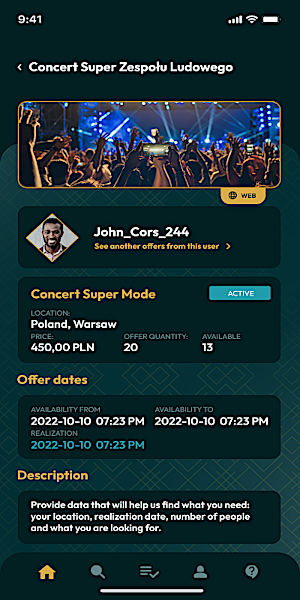 9:41
‹ Concert Super Zespołu Ludowego
WEB
John_Cors_244
See another offers from this user >
Concert Super Mode
ACTIVE
LOCATION:
Poland, Warsaw
PRICE: OFFER QUANTITY: AVAILABLE
450,00 PLN 20 13
Offer dates
AVAILABILITY FROM AVAILABILITY TO
2022-10-10 07:23 PM 2022-10-10 07:23 PM
REALIZATION
2022-10-10 07:23 PM
Description
Provide data that will help us find what you need:
your location, realization date, number of people
and what you are looking for.